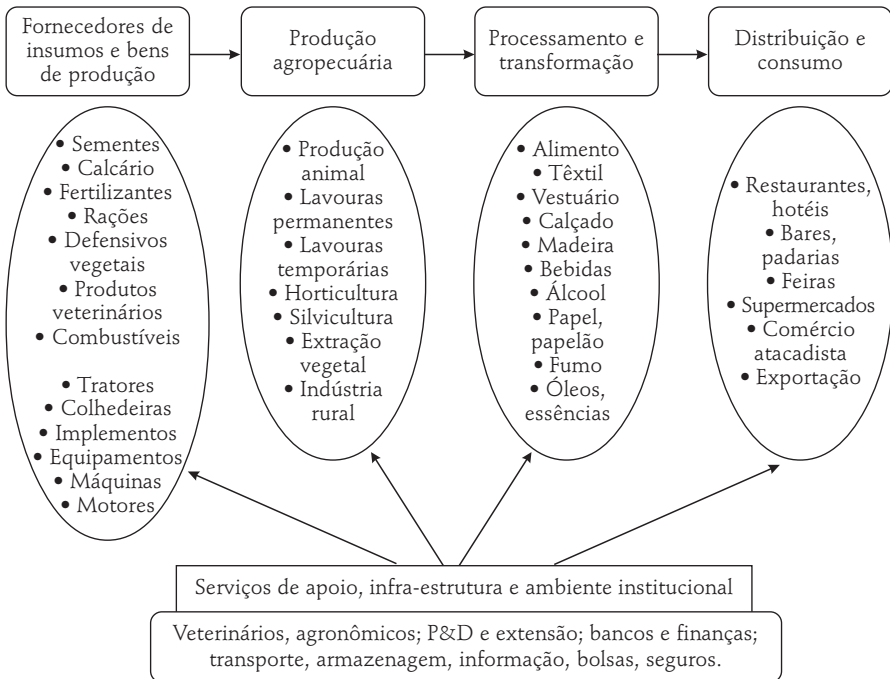 Fornecedores de
insumos e bens
de produção
Produção
agropecuária
Processamento e
transformação
Distribuição e
consumo
• Sementes
• Calcário
• Fertilizantes
• Rações
• Defensivos
vegetais
• Produtos
veterinários
• Combustíveis
• Tratores
• Colhedeiras
• Implementos
• Equipamentos
• Máquinas
• Motores
• Produção
animal
• Lavouras
permanentes
• Lavouras
temporárias
• Horticultura
• Silvicultura
• Extração
vegetal
• Indústria
rural
• Alimento
• Têxtil
• Vestuário
• Calçado
• Madeira
• Bebidas
• Álcool
• Papel,
papelão
• Fumo
• Óleos,
essências
• Restaurantes,
hotéis
• Bares,
padarias
• Feiras
• Supermercados
• Comércio
atacadista
• Exportação
Serviços de apoio, infra-estrutura e ambiente institucional
Veterinários, agronômicos; P&D e extensão; bancos e finanças;
transporte, armazenagem, informação, bolsas, seguros.